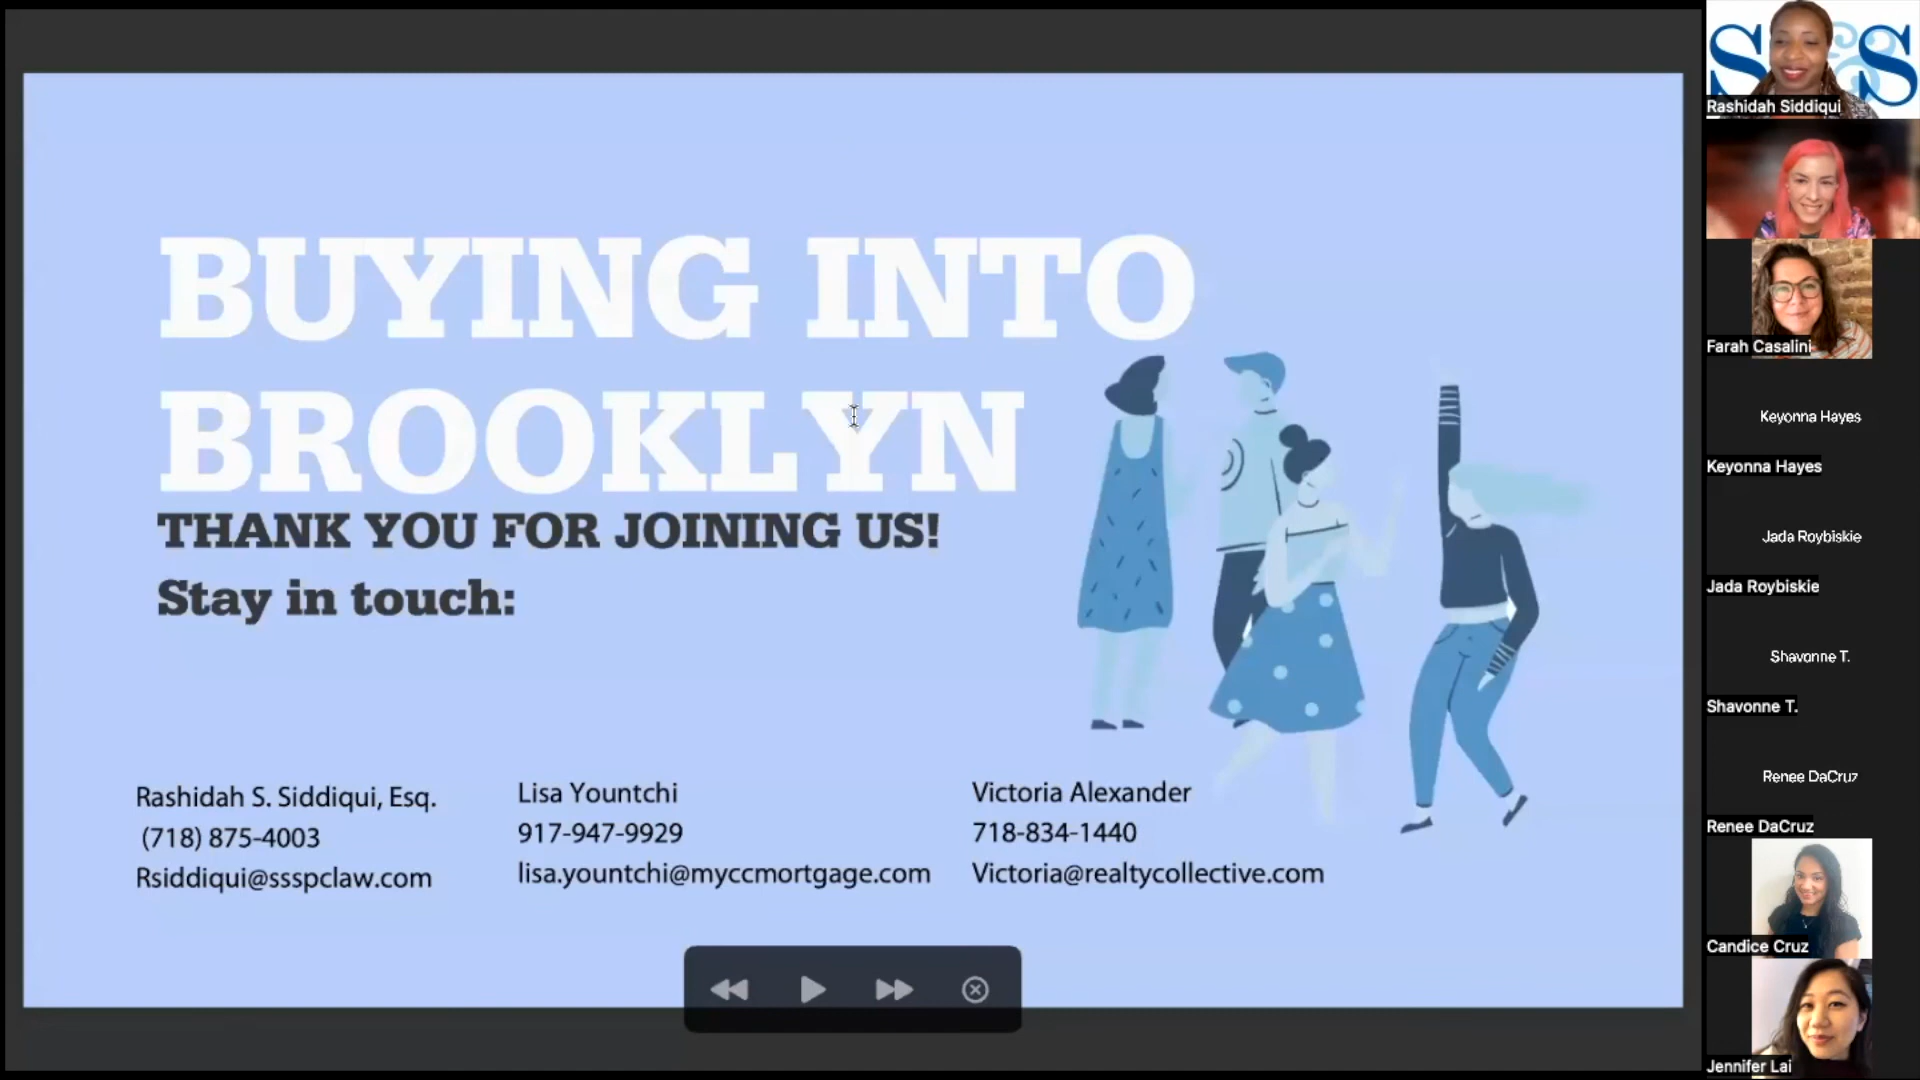 BUYING INTO
BROOKLYN
THANK YOU FOR JOINING US!
Stay in touch:
Rashidah S. Siddiqui, Esq.
(718) 875-4003
Rsiddiqui@ssspclaw.com
Lisa Yountchi
917-947-9929
lisa.yountchi@myccmortgage.com
Victoria Alexander
718-834-1440
Victoria@realtycollective.com
S S
Rashidah Siddiqui
Farah Casalini
Keyonna Hayes
Keyonna Hayes
Jada Roybiskie
Jada Roybiskie
Shavonne T.
Shavonne T.
Renee DaCruz
Renee DaCruz
Candice Cruz
Jennifer Lai